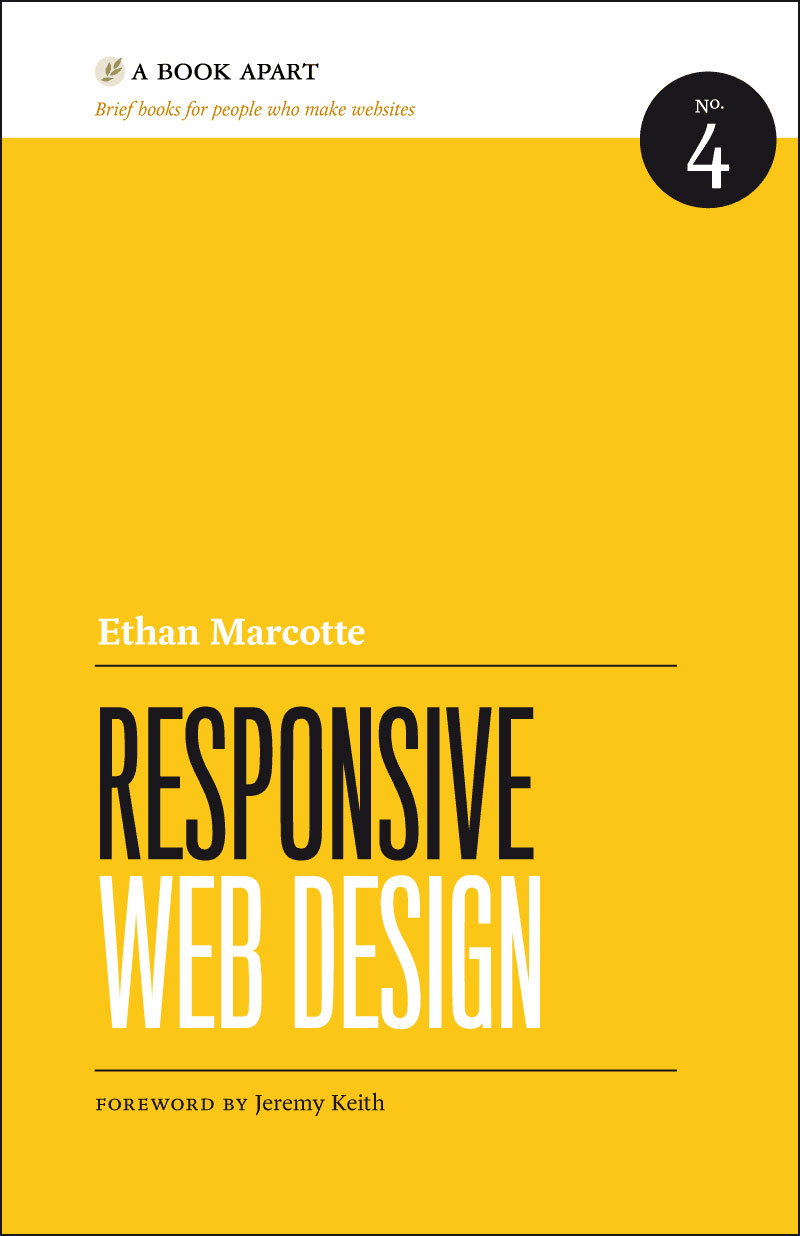 A BOOK APART
Brief books for people who make websites
No.
4
Ethan Marcotte
RESPONSIVE
WEB DESIGN
FOREWORD BY Jeremy Keith